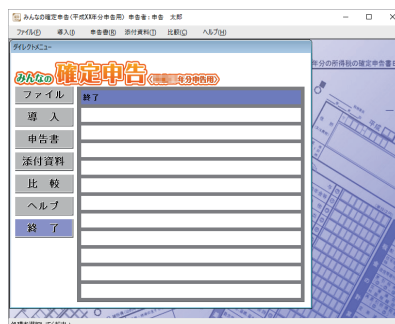 みんなの確定申告(平成XX年分申告用) 申告者:申告 太郎
ファイル(F) 導入(I) 申告書(R) 添付資料(T) 比較(C) ヘルプ(H)
ダイレクトメニュー
年分の所得税の確定申告書B
みんなの確定申告
年分申告用
ファイル
終了
導 入
申告書
添付資料
比 較
ヘルプ
終 了